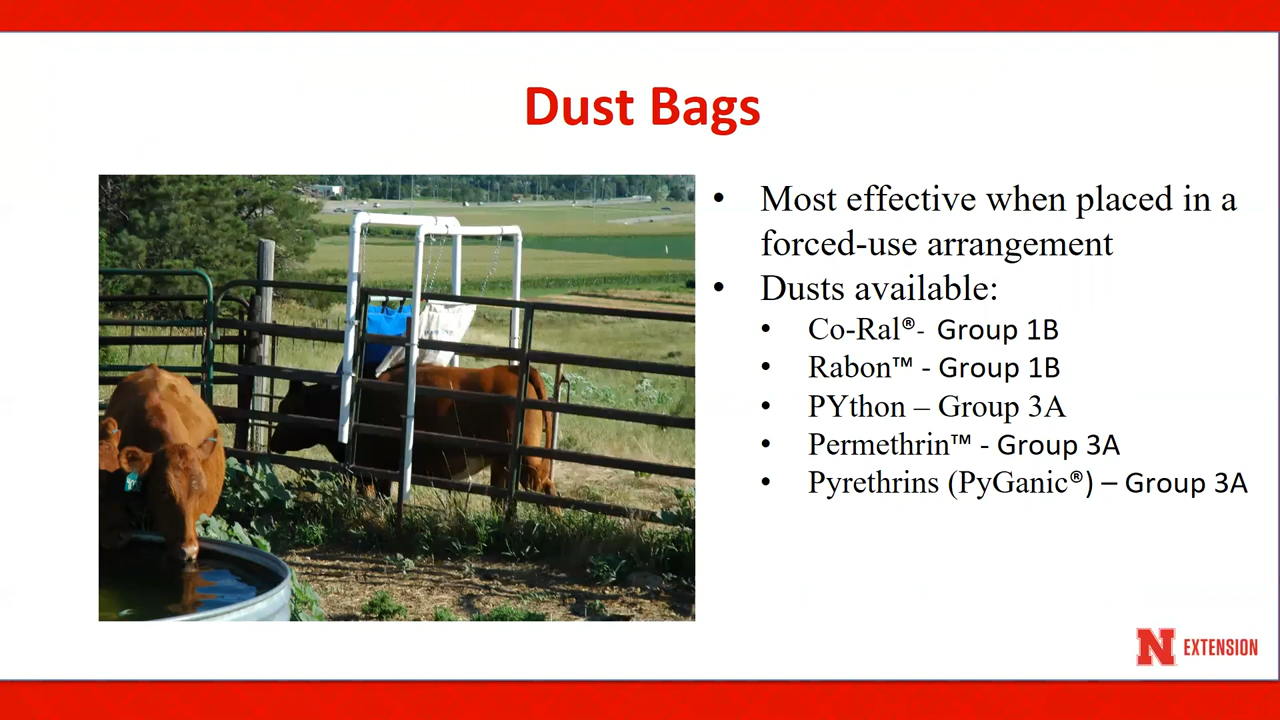 Dust Bags
• Most effective when placed in a
forced-use arrangement
• Dusts available:
• Co-Ral®- Group 1B
• Rabon™ - Group 1B
• PYthon – Group 3A
• Permethrin™ - Group 3A
• Pyrethrins (PyGanic®) – Group 3A
N EXTENSION